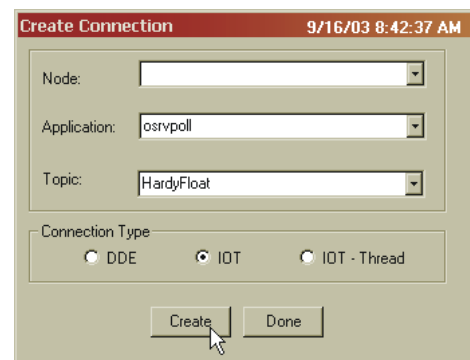 Create Connection 9/16/03 8:42:37 AM
Node:
Application: osrvpoll
Topic: HardyFloat
Connection Type
DDE IOT IOT - Thread
Create Done